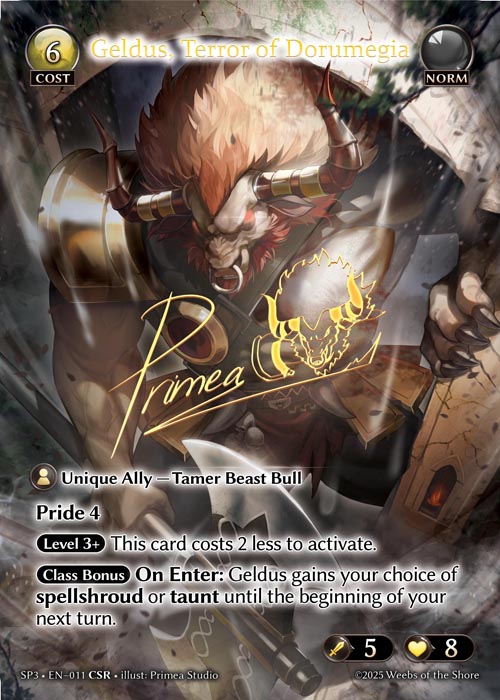 6 Geldus, Terror of Dorumegia
COST NORM
Primea
Unique Ally — Tamer Beast Bull
Pride 4
Level 3+ This card costs 2 less to activate.
Class Bonus On Enter: Geldus gains your choice of
spellshroud or taunt until the beginning of your
next turn.
5 8
SP3 • EN-011 CSR • illust: Primea Studio ©2025 Weebs of the Shore